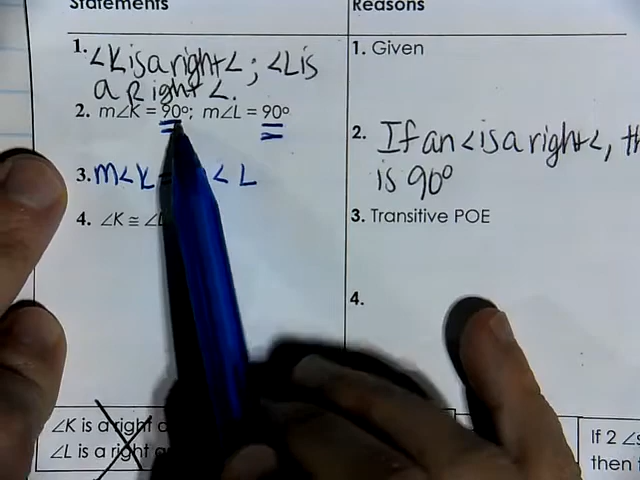 Statements
Reasons
1. ∠K is a right ∠ ; ∠L is
a Right ∠.
1. Given
2. m∠K = 90°; m∠L = 90°
2. If an ∠ is a right ∠,
is 90°
3. m∠K ∠L
3. Transitive POE
4. ∠K ≅
4.
∠K is a right
∠L is a right
If 2 ∠s
then